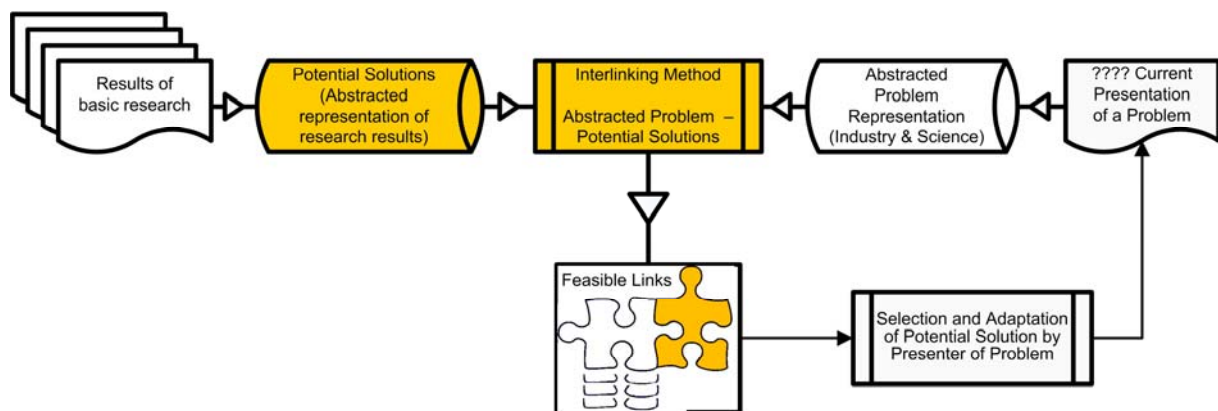 Results of
basic research
Potential Solutions
(Abstracted
representation of
research results)
Interlinking Method
Abstracted Problem –
Potential Solutions
Abstracted
Problem
Representation
(Industry & Science)
???? Current
Presentation
of a Problem
Feasible Links
Selection and Adaptation
of Potential Solution by
Presenter of Problem